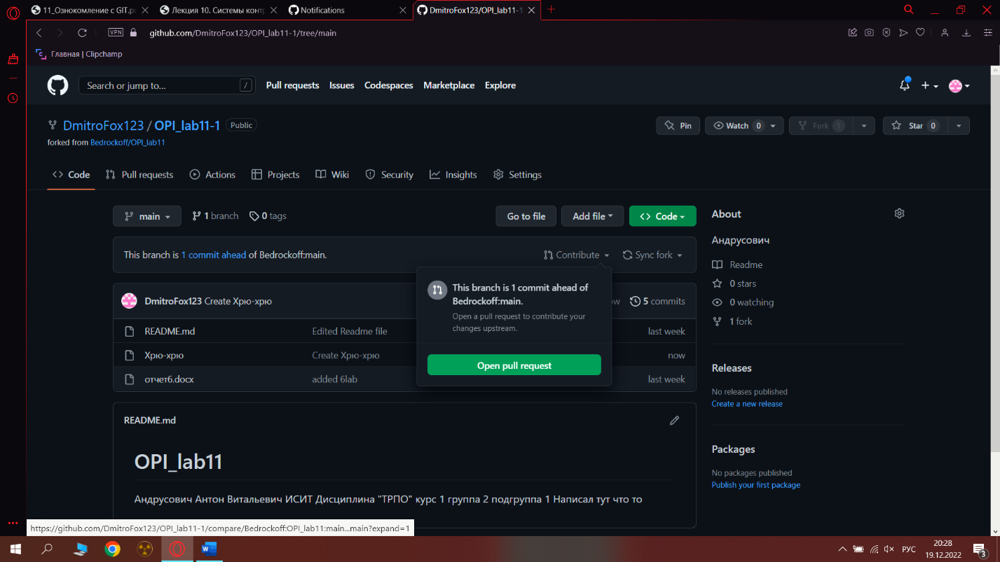 11_Ознокомление с GIT.p
Лекция 10. Системы конт
Notifications
DmitroFox123/OPI_lab11-1
VPN
github.com/DmitroFox123/OPI_lab11-1/tree/main
Главная | Clipchamp
Search or jump to...
/
Pull requests
Issues
Codespaces
Marketplace
Explore
DmitroFox123 / OPI_lab11-1
Public
Pin
Watch 0
Fork 1
Star 0
forked from Bedrockoff/OPI_lab11
Code
Pull requests
Actions
Projects
Wiki
Security
Insights
Settings
main
1 branch
0 tags
Go to file
Add file
Code
This branch is 1 commit ahead of Bedrockoff:main.
Contribute
Sync fork
This branch is 1 commit ahead of
Bedrockoff:main.
Open a pull request to contribute your
changes upstream.
Open pull request
DmitroFox123 Create Хрю-хрю
ow
5 commits
README.md
Edited Readme file
last week
Хрю-хрю
Create Хрю-хрю
now
отчет6.docx
added 6lab
last week
README.md
OPI_lab11
Андрусович Антон Витальевич ИСИТ Дисциплина "ТРПО" курс 1 группа 2 подгруппа 1 Написал тут что то
About
Андрусович
Readme
0 stars
0 watching
1 fork
Releases
No releases published
Create a new release
Packages
No packages published
Publish your first package
https://github.com/DmitroFox123/OPI_lab11-1/compare/Bedrockoff:OPI_lab11:main...main?expand=1
W
РУС
20:28
19.12.2022
3